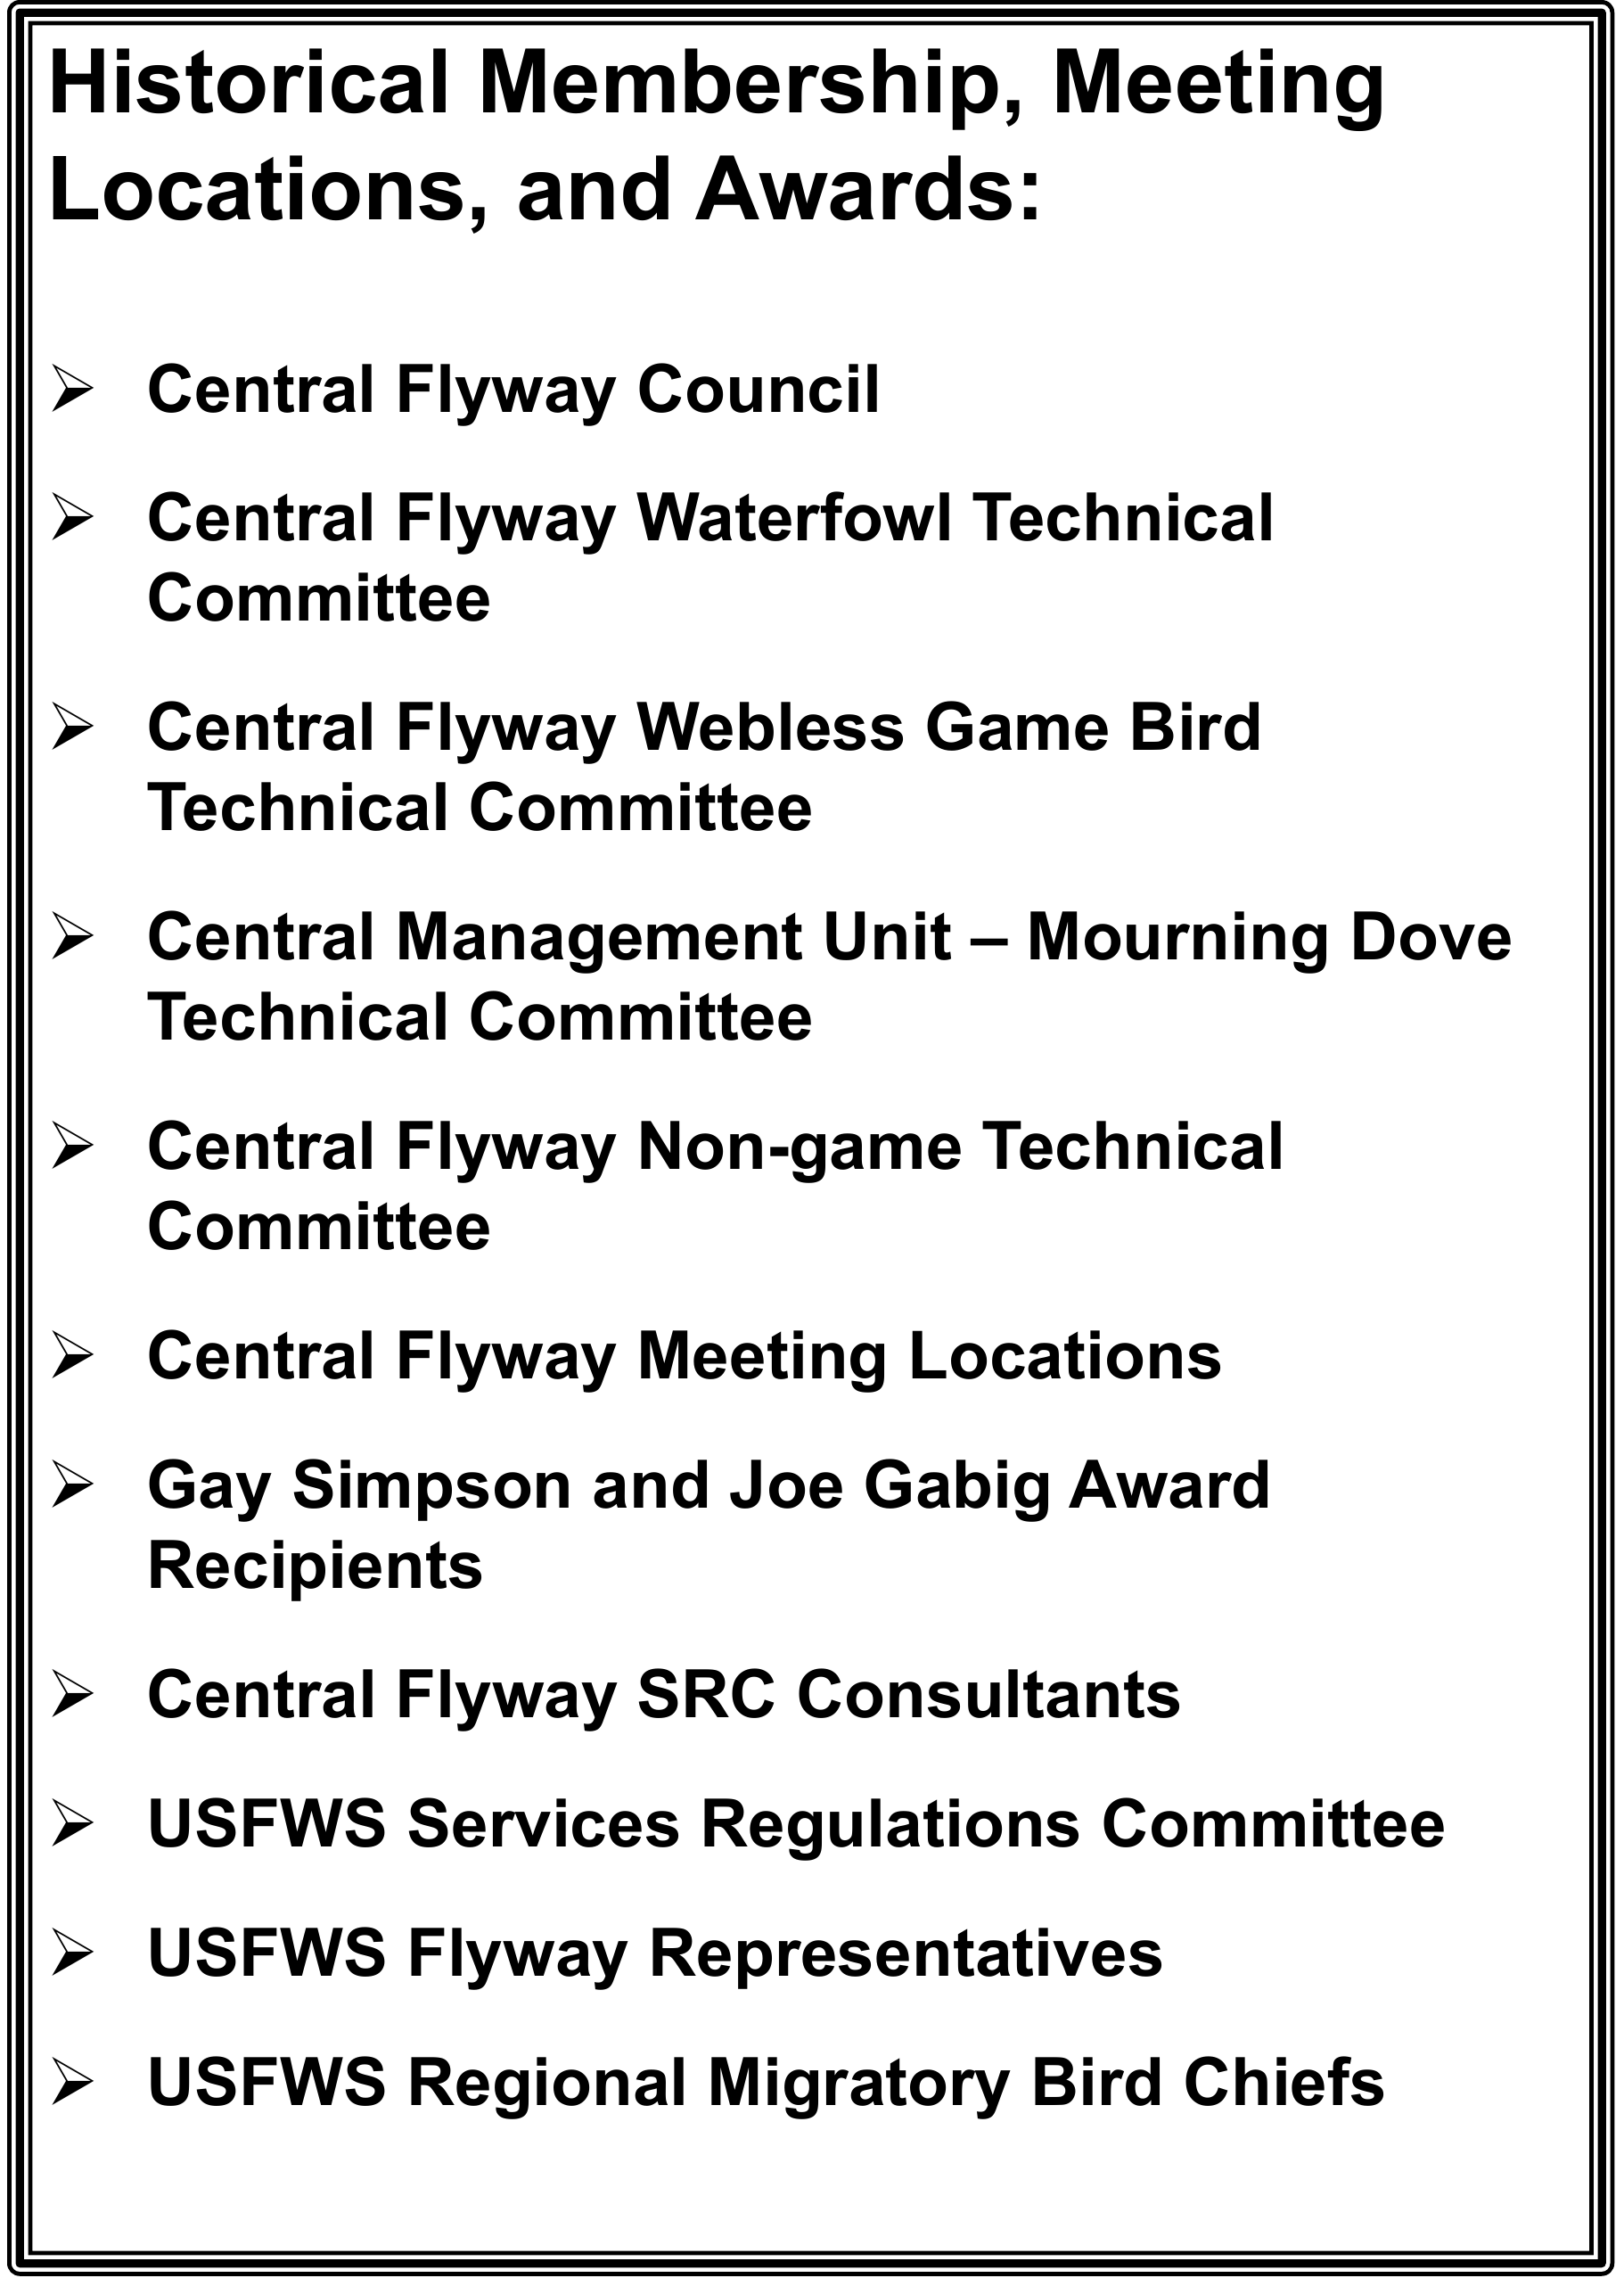 Historical Membership, Meeting
Locations, and Awards:
➢ Central Flyway Council
➢ Central Flyway Waterfowl Technical
Committee
➢ Central Flyway Webless Game Bird
Technical Committee
➢ Central Management Unit – Mourning Dove
Technical Committee
➢ Central Flyway Non-game Technical
Committee
➢ Central Flyway Meeting Locations
➢ Gay Simpson and Joe Gabig Award
Recipients
➢ Central Flyway SRC Consultants
➢ USFWS Services Regulations Committee
➢ USFWS Flyway Representatives
➢ USFWS Regional Migratory Bird Chiefs